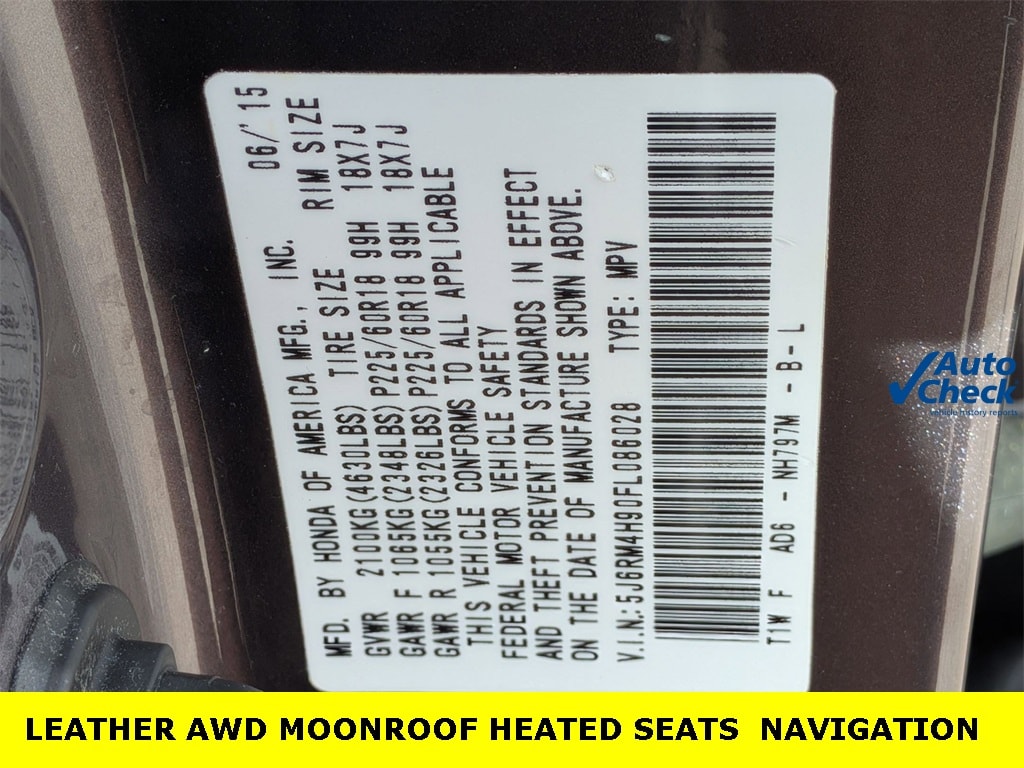 MFD. BY HONDA OF AMERICA MFG., INC. 06/'15
TIRE SIZE RIM SIZE
GVWR 2100KG(4630LBS)
GAWR F 1065KG(2348LBS) P225/60R18 99H 18X7J
GAWR R 1055KG(2326LBS) P225/60R18 99H 18X7J
THIS VEHICLE CONFORMS TO ALL APPLICABLE
FEDERAL MOTOR VEHICLE SAFETY
AND THEFT PREVENTION STANDARDS IN EFFECT
ON THE DATE OF MANUFACTURE SHOWN ABOVE.
V.I.N.: 5J6RM4H90FL086028 TYPE: MPV
T1W F AD6 - NH797M - B - L
Auto
Check
vehicle history reports
LEATHER AWD MOONROOF HEATED SEATS NAVIGATION